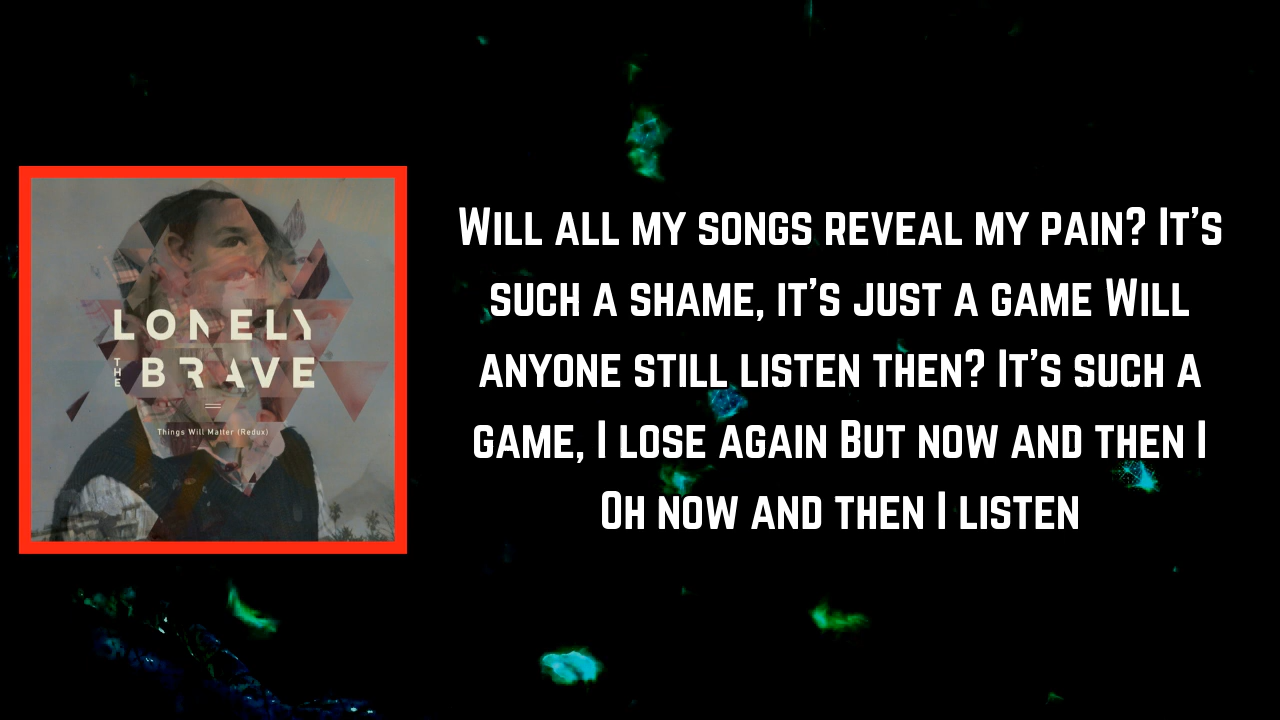 LONELY
THE
BRAVE
Things Will Matter (Redux)
Will all my songs reveal my pain? It's
such a shame, it's just a game Will
anyone still listen then? It's such a
game, I lose again But now and then I
Oh now and then I listen